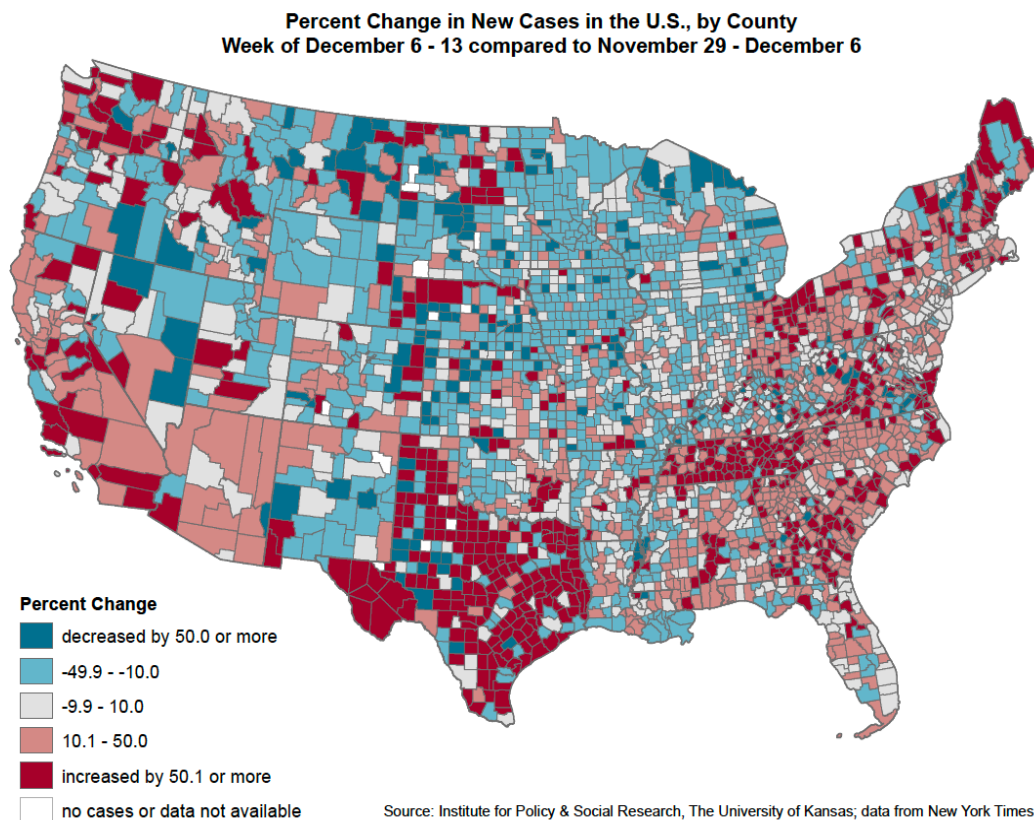 Percent Change in New Cases in the U.S., by County
Week of December 6 - 13 compared to November 29 - December 6
Percent Change
decreased by 50.0 or more
-49.9 - -10.0
-9.9 - 10.0
10.1 - 50.0
increased by 50.1 or more
no cases or data not available
Source: Institute for Policy & Social Research, The University of Kansas; data from New York Times